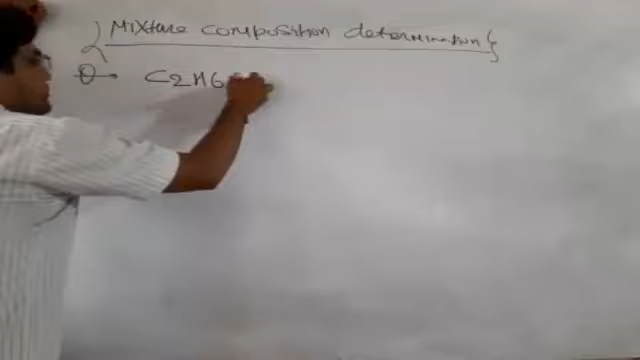 Mixture composition determination
θ→ C2H6